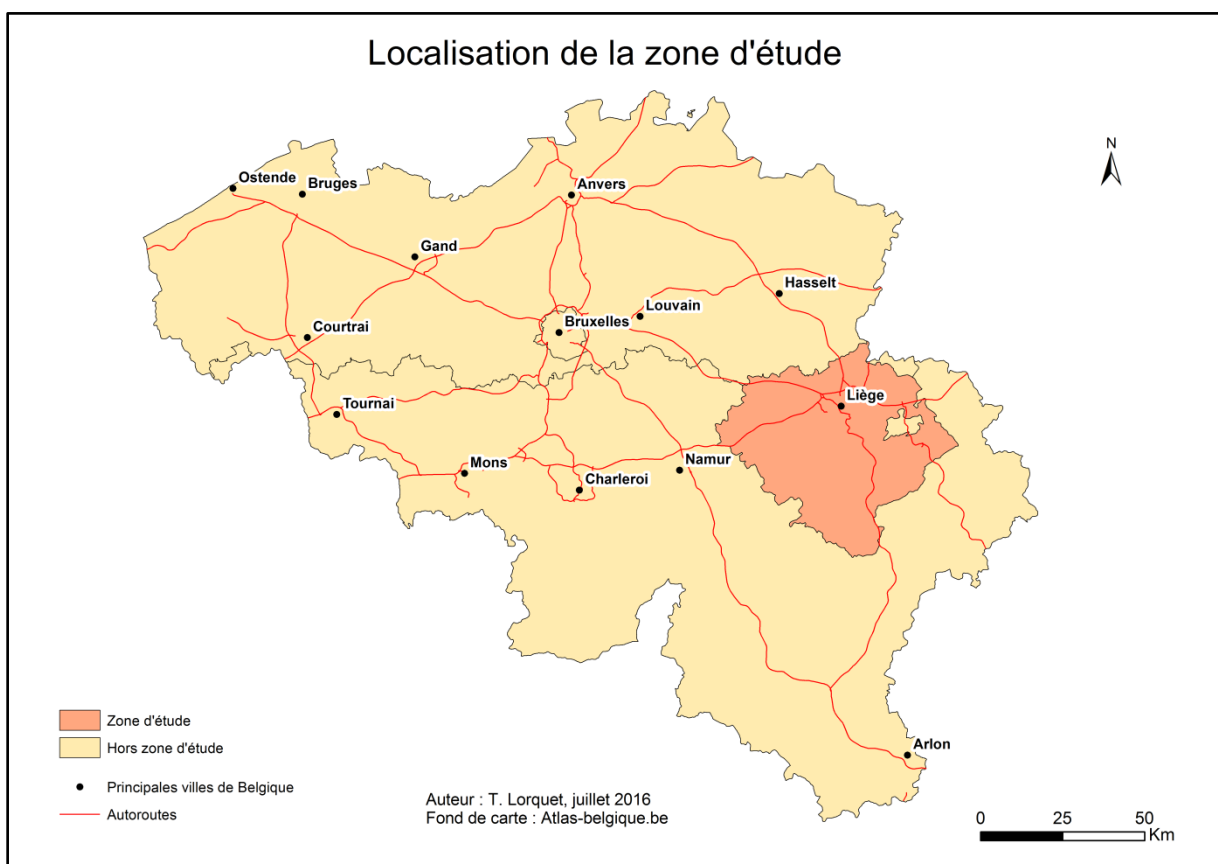 Localisation de la zone d'étude
N
Ostende
Bruges
Anvers
Gand
Hasselt
Louvain
Bruxelles
Courtrai
Liège
Tournai
Mons
Namur
Charleroi
Arlon
Zone d'étude
Hors zone d'étude
Principales villes de Belgique
Autoroutes
Auteur : T. Lorquet, juillet 2016
Fond de carte : Atlas-belgique.be
0 25 50
Km